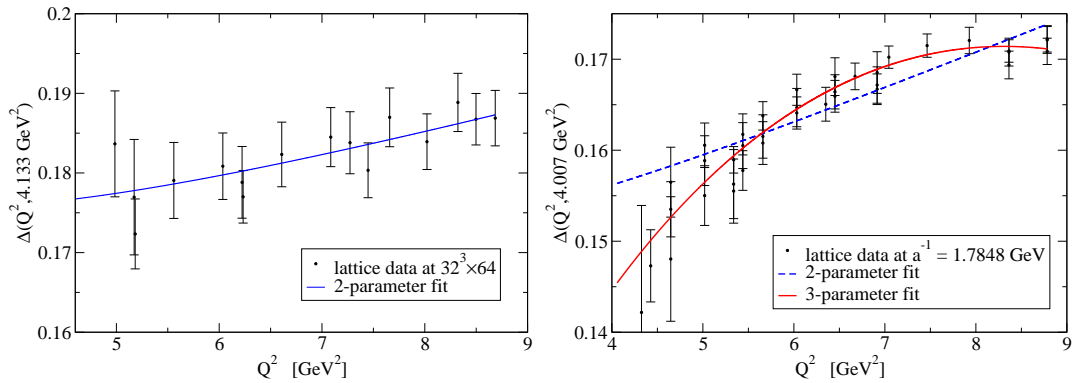 0.2
0.19
0.18
0.17
0.16
Δ(Q², 4.133 GeV²)
lattice data at 32³×64
2-parameter fit
5 6 7 8 9
Q² [GeV²]
0.17
0.16
0.15
0.14
Δ(Q², 4.007 GeV²)
lattice data at a⁻¹ = 1.7848 GeV
2-parameter fit
3-parameter fit
4 5 6 7 8 9
Q² [GeV²]